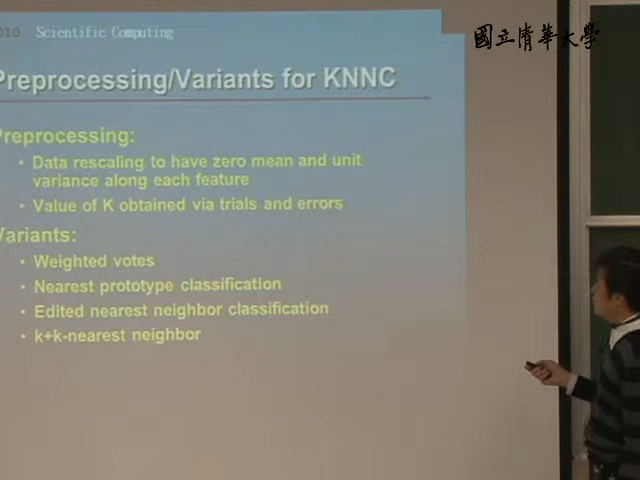 010 Scientific Computing
國立清華大學
Preprocessing/Variants for KNNC
Preprocessing:
• Data rescaling to have zero mean and unit
variance along each feature
• Value of K obtained via trials and errors
Variants:
• Weighted votes
• Nearest prototype classification
• Edited nearest neighbor classification
• k+k-nearest neighbor